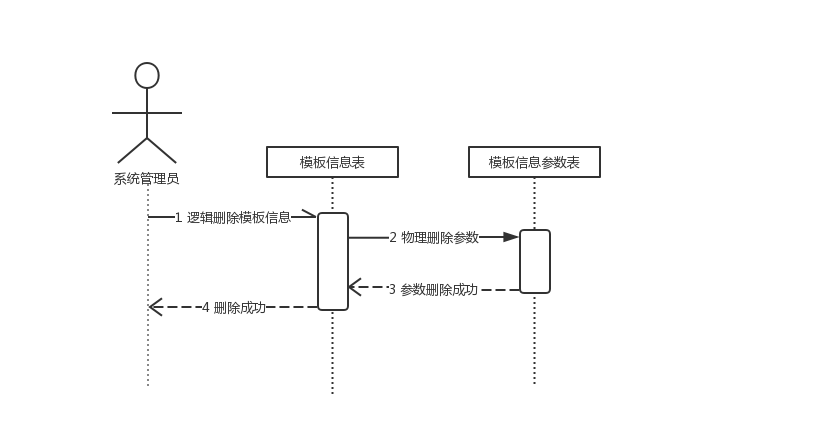 模板信息表
模板信息参数表
系统管理员
1 逻辑删除模板信息
2 物理删除参数
3 参数删除成功
4 删除成功